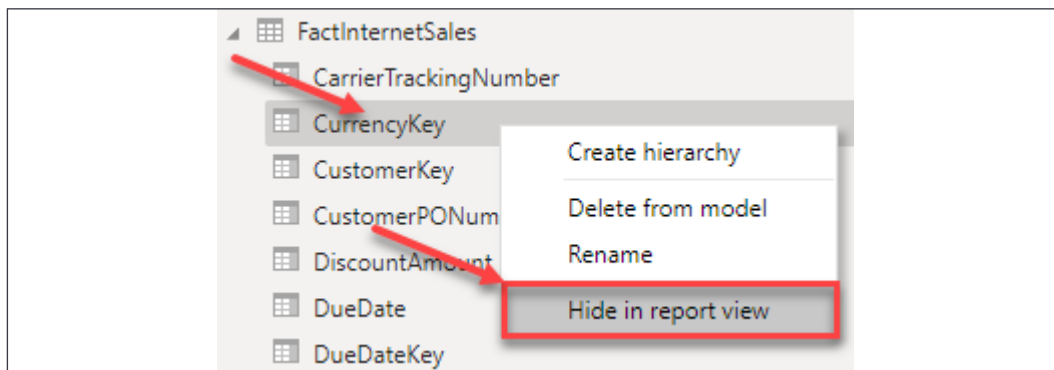 FactInternetSales
CarrierTrackingNumber
CurrencyKey
Create hierarchy
CustomerKey
Delete from model
CustomerPONum
Rename
DiscountAmount
DueDate
Hide in report view
DueDateKey